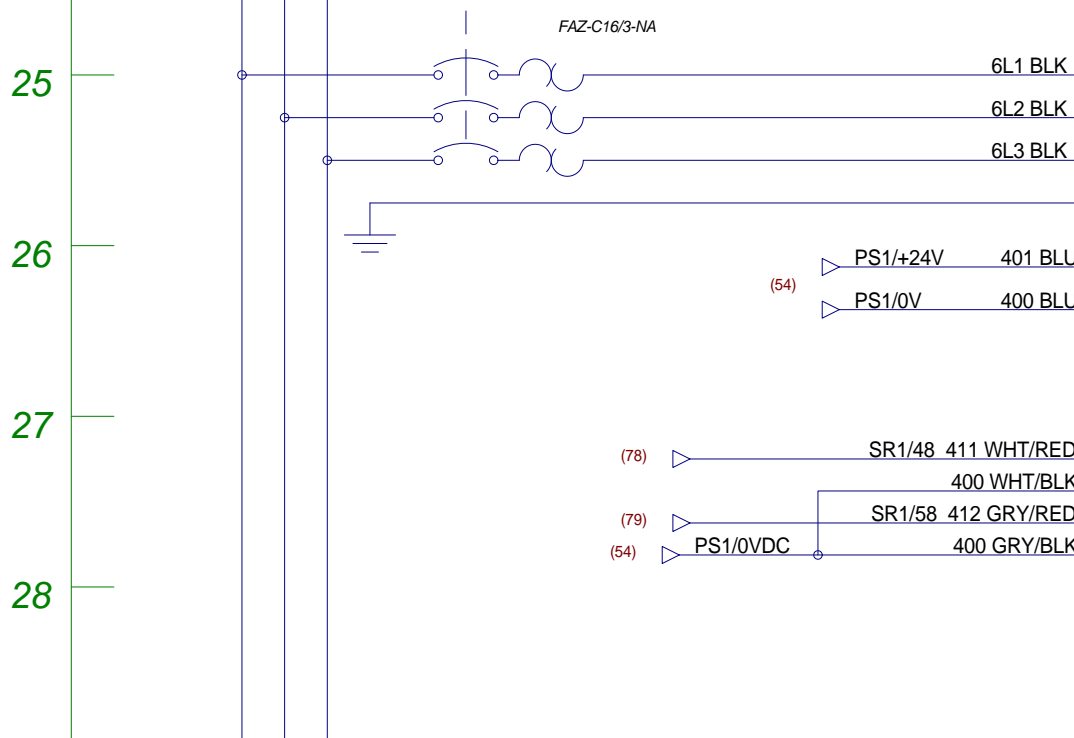 FAZ-C16/3-NA
25
6L1 BLK
6L2 BLK
6L3 BLK
26
PS1/+24V 401 BLU
(54)
PS1/0V 400 BLU
27
(78) SR1/48 411 WHT/RED
400 WHT/BLK
(79) SR1/58 412 GRY/RED
(54) PS1/0VDC 400 GRY/BLK
28